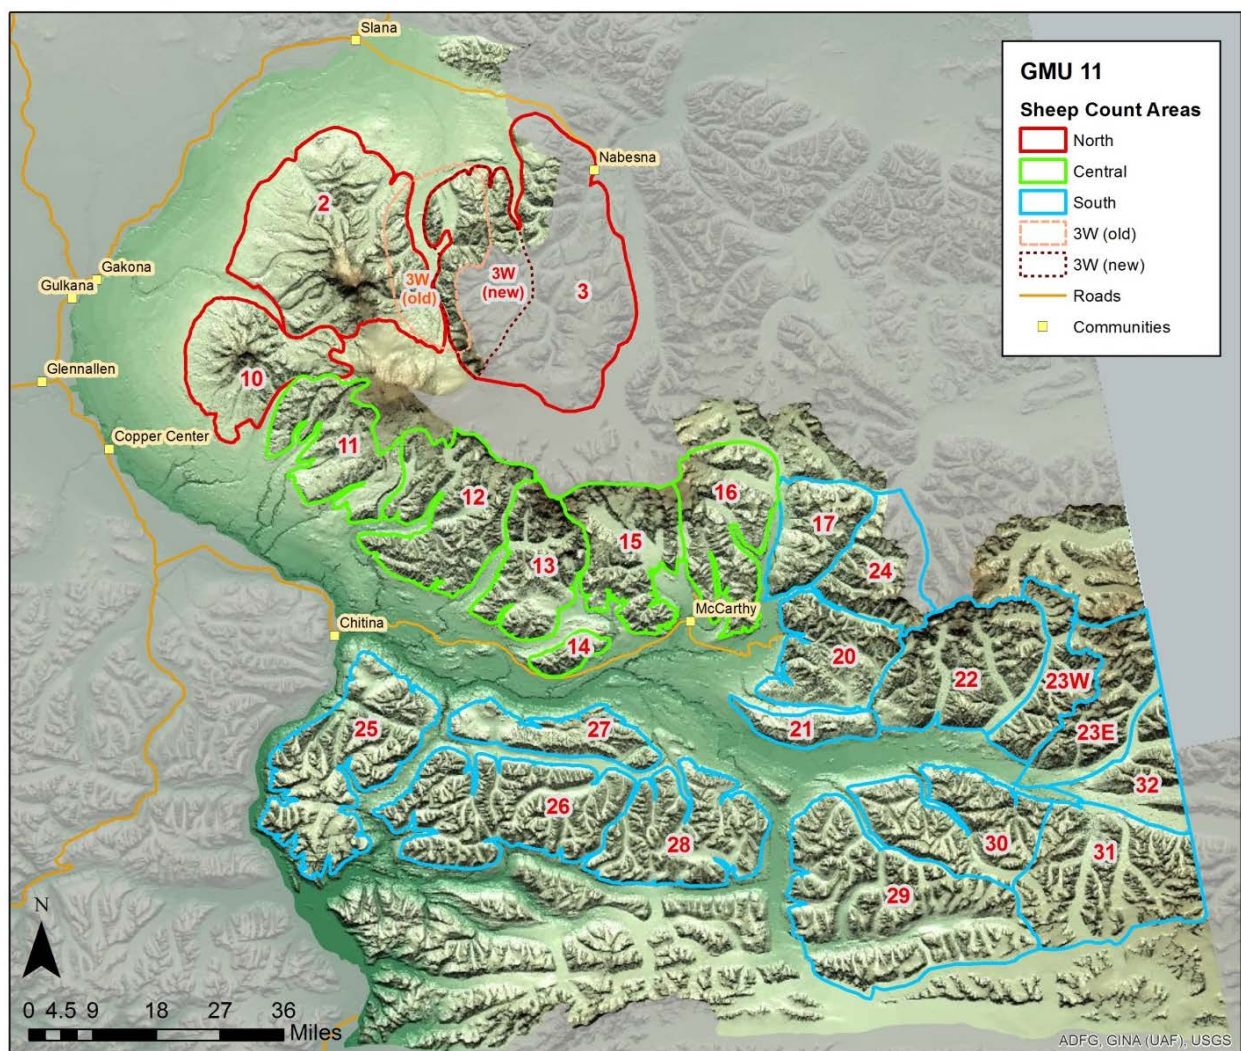 Slana
GMU 11
Sheep Count Areas
North
Central
South
3W (old)
3W (new)
Roads
Communities
Nabesna
2
3W
(old)
3W
(new)
3
Gakona
Gulkana
Glennallen
10
Copper Center
11
12
13
15
16
17
24
McCarthy
Chitina
14
20
22
23W
21
23E
25
27
32
26
28
30
31
29
N
0 4.5 9 18 27 36
Miles
ADFG, GINA (UAF), USGS